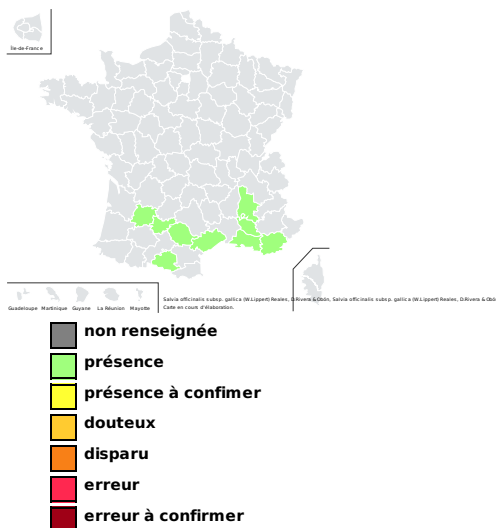 Île-de-France
Guadeloupe Martinique Guyane La Réunion Mayotte
Salvia officinalis subsp. gallica (W.Lippert) Reales, D.Rivera & Obón, Salvia officinalis subsp. gallica (W.Lippert) Reales, D.Rivera & Obón
Carte en cours d'élaboration.
non renseignée
présence
présence à confimer
douteux
disparu
erreur
erreur à confirmer